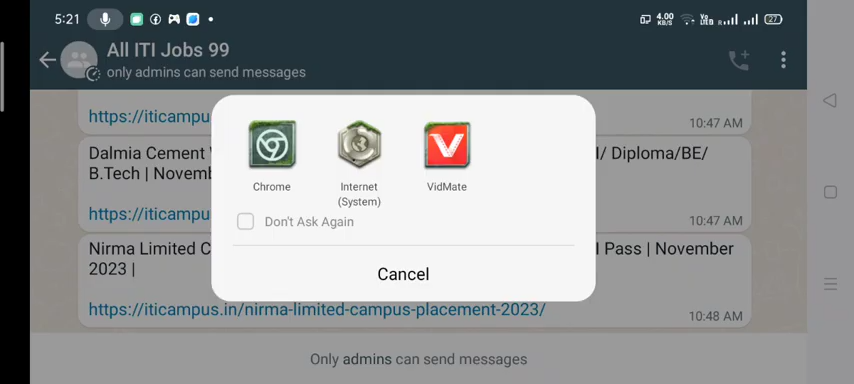 5:21
4.00
KB/S
Vo
LTE
R
27
All ITI Jobs 99
only admins can send messages
https://iticampu
10:47 AM
Chrome
Internet
(System)
VidMate
Don't Ask Again
Cancel
Dalmia Cement
I/ Diploma/BE/
B.Tech | Novemb
https://iticampu
10:47 AM
Nirma Limited C
I Pass | November
2023 |
https://iticampus.in/nirma-limited-campus-placement-2023/
10:48 AM
Only admins can send messages